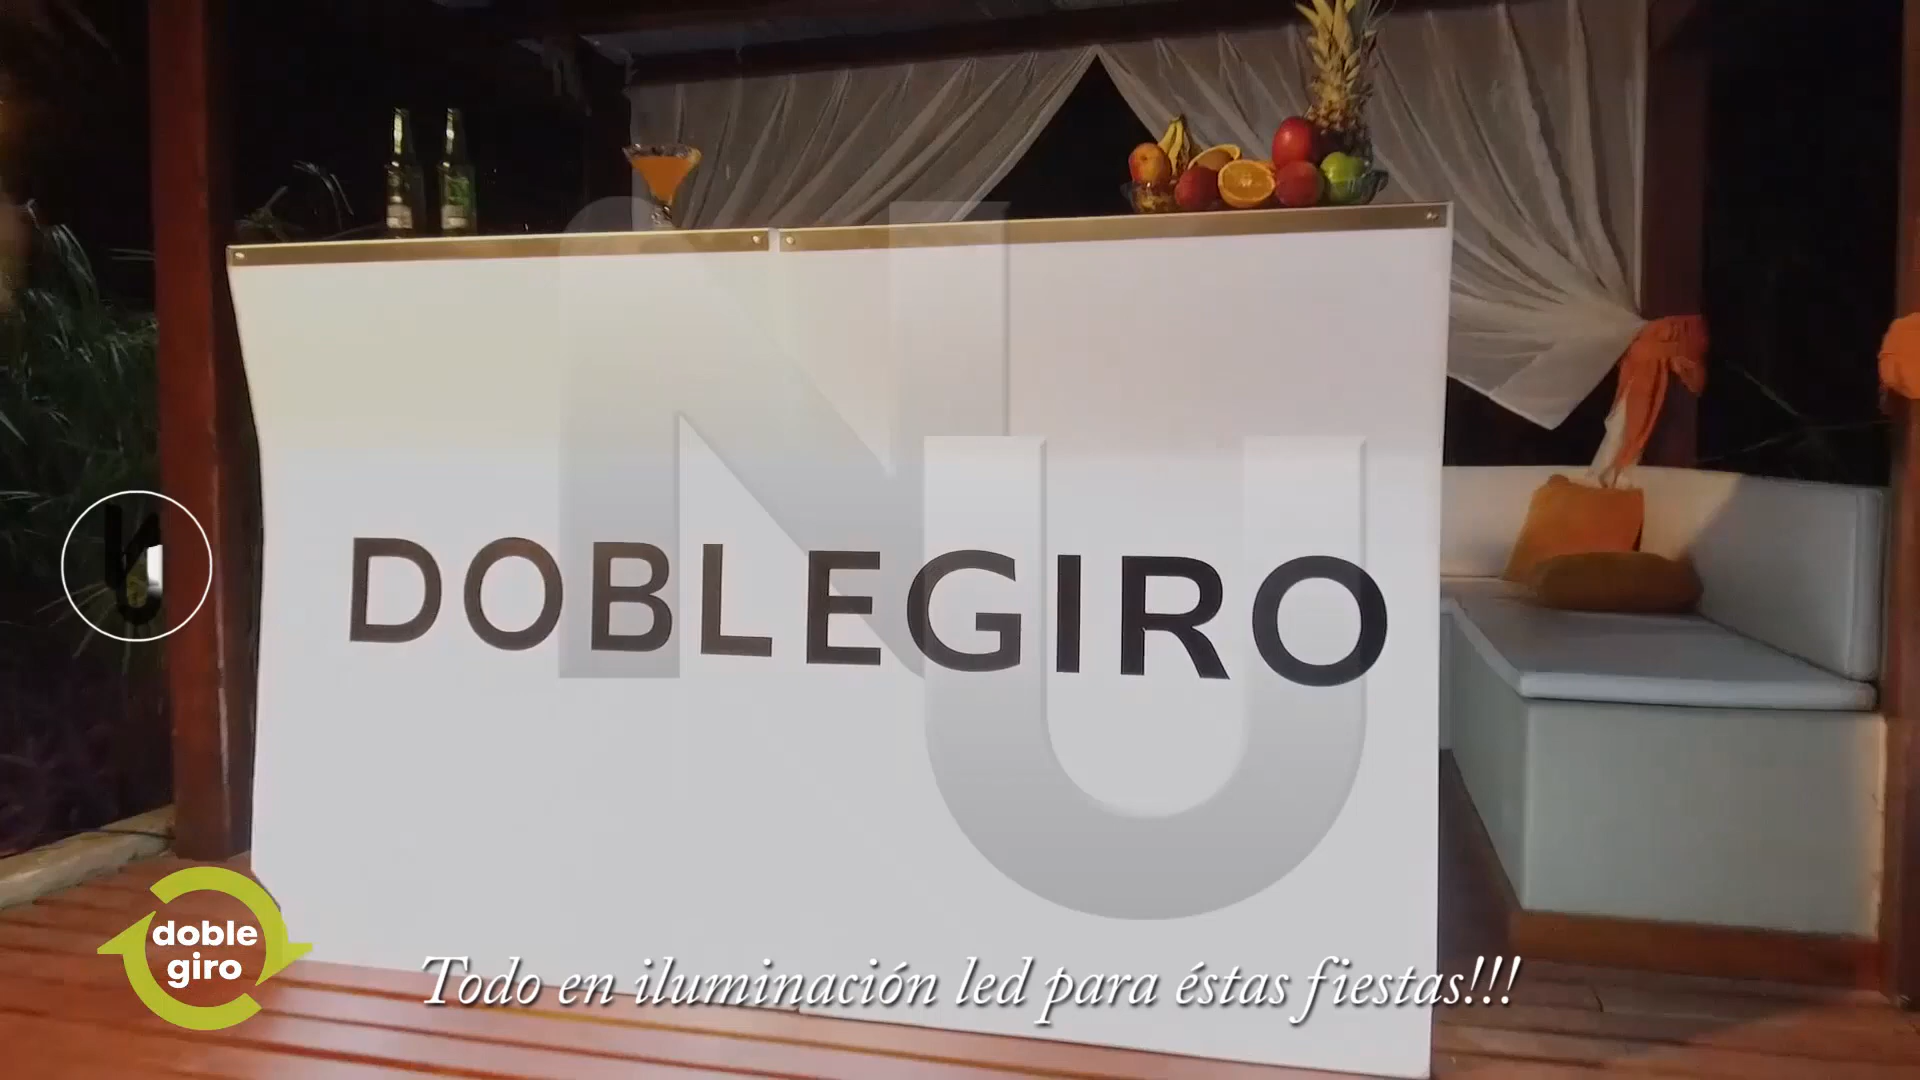 NU
DOBLEGIRO
doble
giro
Todo en iluminación led para éstas fiestas!!!